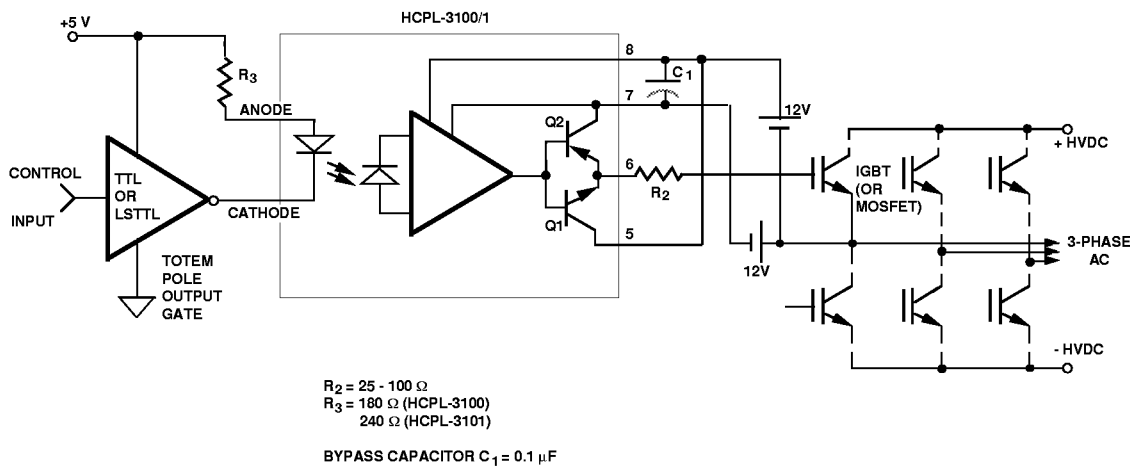 HCPL-3100/1
+5 V
R3
ANODE
CONTROL
INPUT
TTL
OR
LSTTL
CATHODE
TOTEM
POLE
OUTPUT
GATE
8
C1
7
Q2
6
R2
Q1
5
12V
12V
IGBT
(OR
MOSFET)
+ HVDC
3-PHASE
AC
- HVDC
R2 = 25 - 100 Ω
R3 = 180 Ω (HCPL-3100)
240 Ω (HCPL-3101)
BYPASS CAPACITOR C1 = 0.1 µF